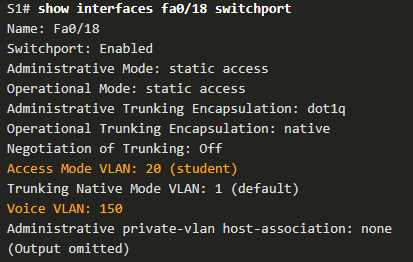 S1# show interfaces fa0/18 switchport
Name: Fa0/18
Switchport: Enabled
Administrative Mode: static access
Operational Mode: static access
Administrative Trunking Encapsulation: dot1q
Operational Trunking Encapsulation: native
Negotiation of Trunking: Off
Access Mode VLAN: 20 (student)
Trunking Native Mode VLAN: 1 (default)
Voice VLAN: 150
Administrative private-vlan host-association: none
(Output omitted)